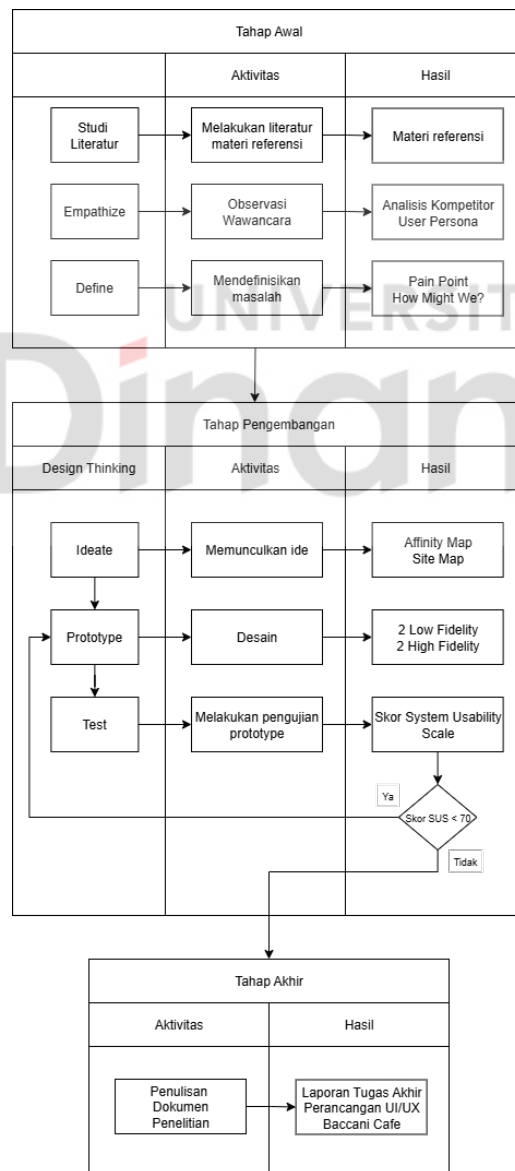 Tahap Awal
Aktivitas
Hasil
Studi
Literatur
Melakukan literatur
materi referensi
Materi referensi
Empathize
Observasi
Wawancara
Analisis Kompetitor
User Persona
Define
Mendefinisikan
masalah
Pain Point
How Might We?
UNIVERSIT
Dinan
Tahap Pengembangan
Design Thinking
Aktivitas
Hasil
Ideate
Memunculkan ide
Affinity Map
Site Map
Prototype
Desain
2 Low Fidelity
2 High Fidelity
Test
Melakukan pengujian
prototype
Skor System Usability
Scale
Ya
Skor SUS < 70
Tidak
Tahap Akhir
Aktivitas
Hasil
Penulisan
Dokumen
Penelitian
Laporan Tugas Akhir
Perancangan UI/UX
Baccani Cafe